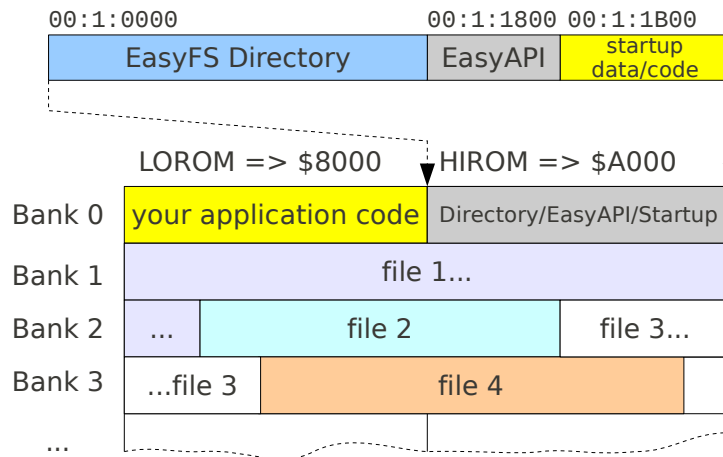 00:1:0000 00:1:1800 00:1:1B00
EasyFS Directory EasyAPI startup
data/code
LOROM => $8000 HIROM => $A000
Bank 0 your application code Directory/EasyAPI/Startup
Bank 1 file 1...
Bank 2 ... file 2 file 3...
Bank 3 ...file 3 file 4
...